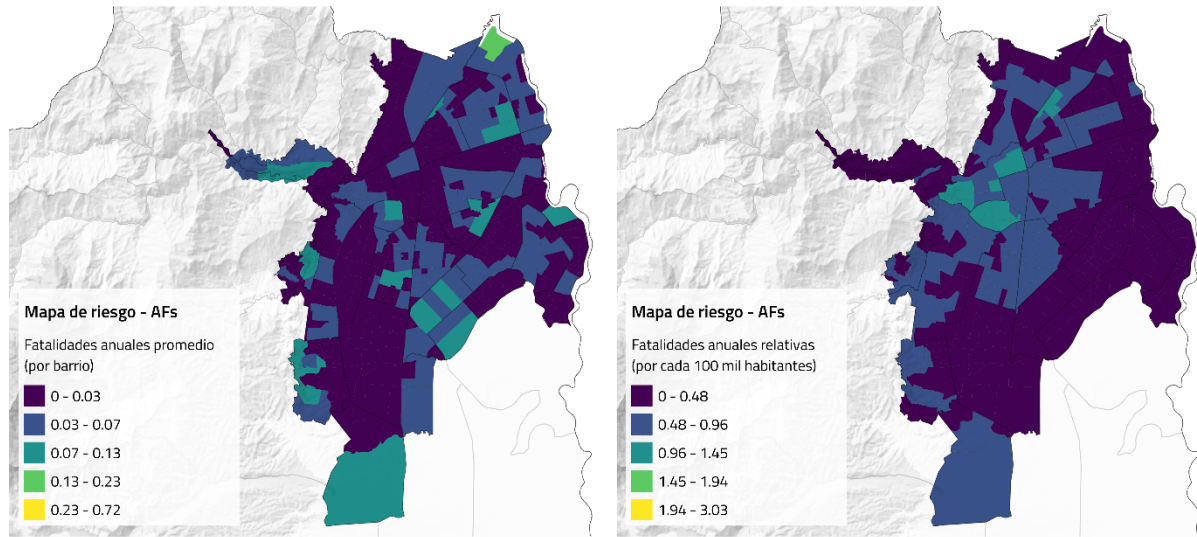 Mapa de riesgo - AFs
Fatalidades anuales promedio
(por barrio)
0 - 0.03
0.03 - 0.07
0.07 - 0.13
0.13 - 0.23
0.23 - 0.72
Mapa de riesgo - AFs
Fatalidades anuales relativas
(por cada 100 mil habitantes)
0 - 0.48
0.48 - 0.96
0.96 - 1.45
1.45 - 1.94
1.94 - 3.03